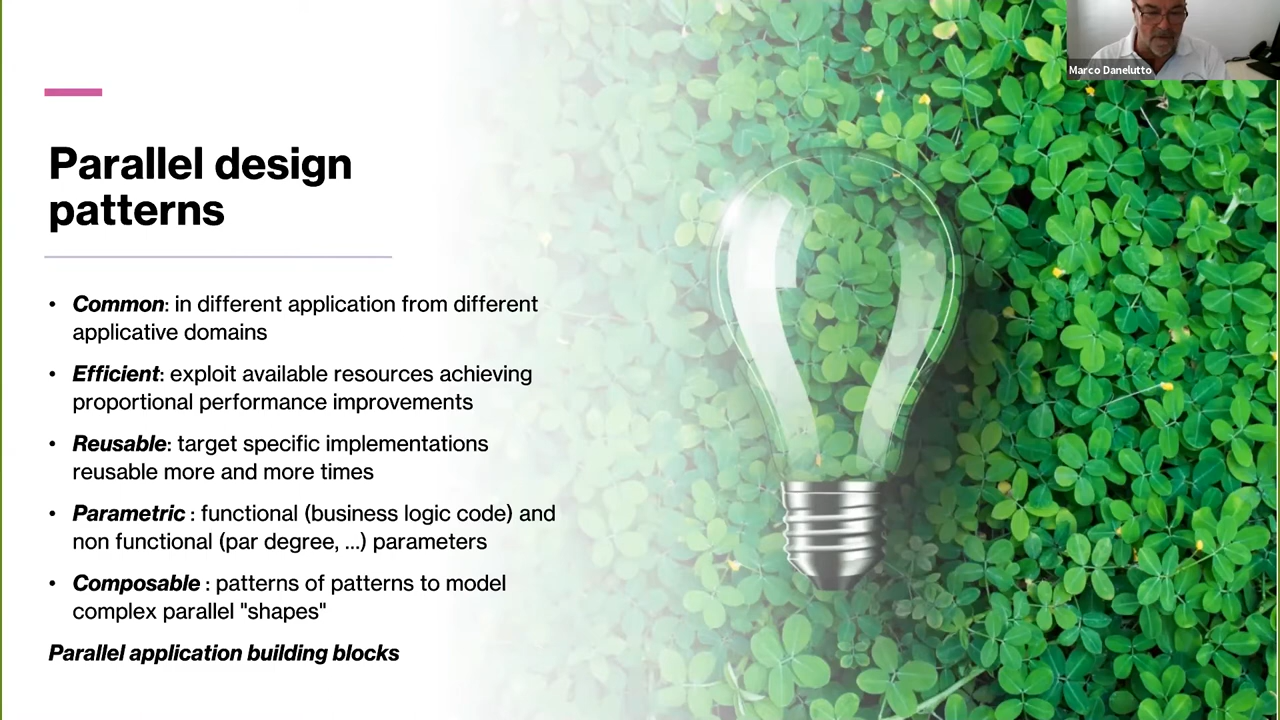 Marco Danelutto
Parallel design
patterns
• Common: in different application from different
applicative domains
• Efficient: exploit available resources achieving
proportional performance improvements
• Reusable: target specific implementations
reusable more and more times
• Parametric : functional (business logic code) and
non functional (par degree, ...) parameters
• Composable : patterns of patterns to model
complex parallel "shapes"
Parallel application building blocks